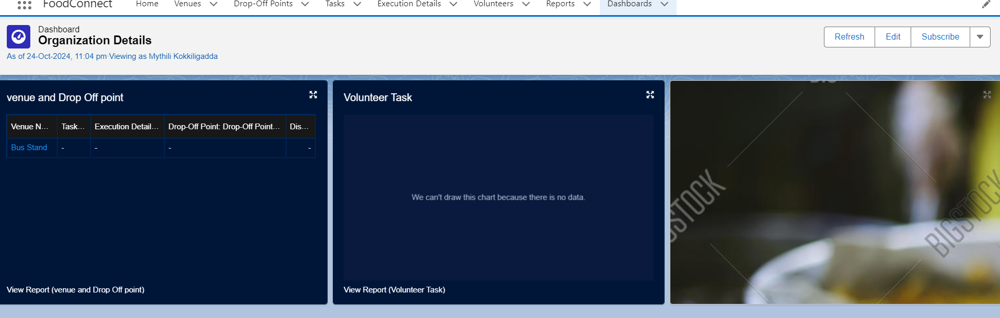 FoodConnect
Home
Venues
Drop-Off Points
Tasks
Execution Details
Volunteers
Reports
Dashboards
Dashboard
Organization Details
As of 24-Oct-2024, 11:04 pm·Viewing as Mythili Kokkiligadda
Refresh
Edit
Subscribe
venue and Drop Off point
Venue N... Task... Execution Detail... Drop-Off Point: Drop-Off Point... Dis...
Bus Stand - - - -
View Report (venue and Drop Off point)
Volunteer Task
We can't draw this chart because there is no data.
View Report (Volunteer Task)
GSTOCK
BIGSTOCK